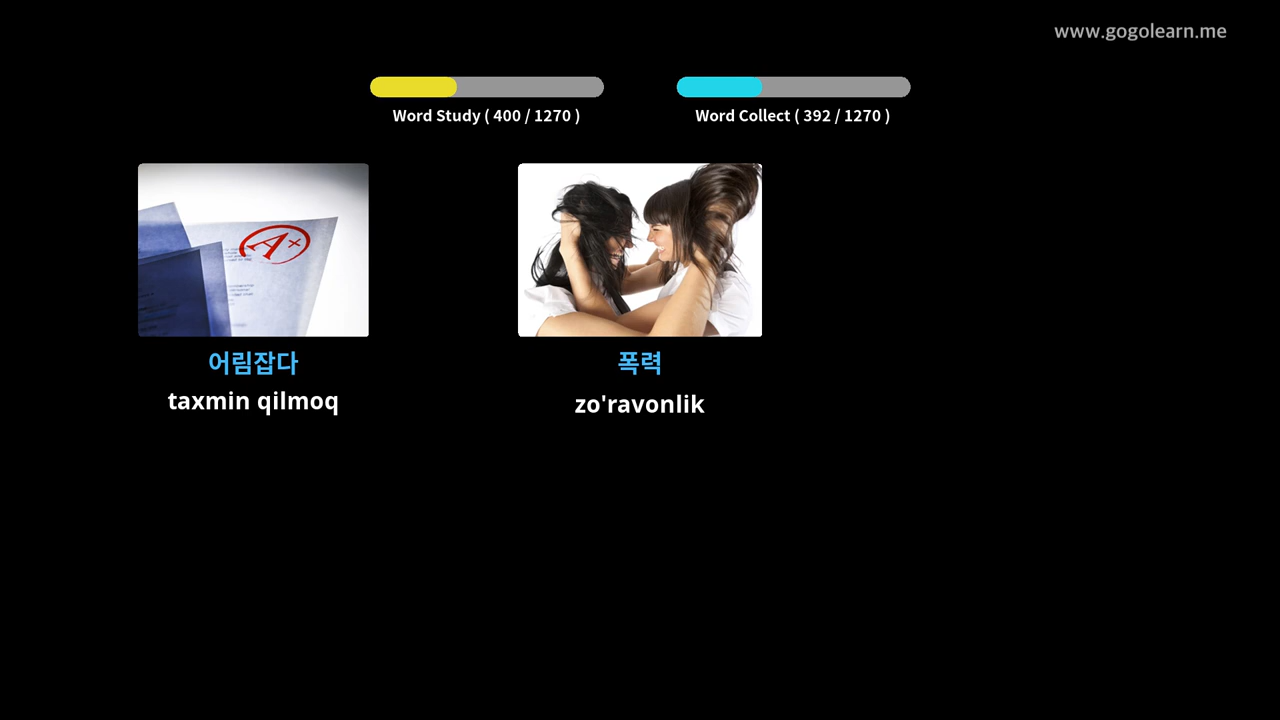 www.gogolearn.me
Word Study ( 400 / 1270 )
Word Collect ( 392 / 1270 )
A+
어림잡다
폭력
taxmin qilmoq
zo'ravonlik